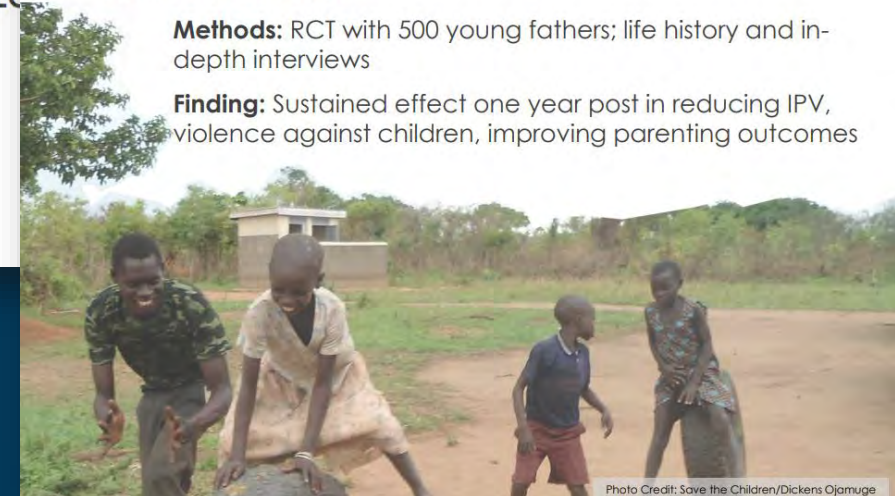 Methods: RCT with 500 young fathers; life history and in-
depth interviews
Finding: Sustained effect one year post in reducing IPV,
violence against children, improving parenting outcomes
Photo Credit: Save the Children/Dickens Ojamuge